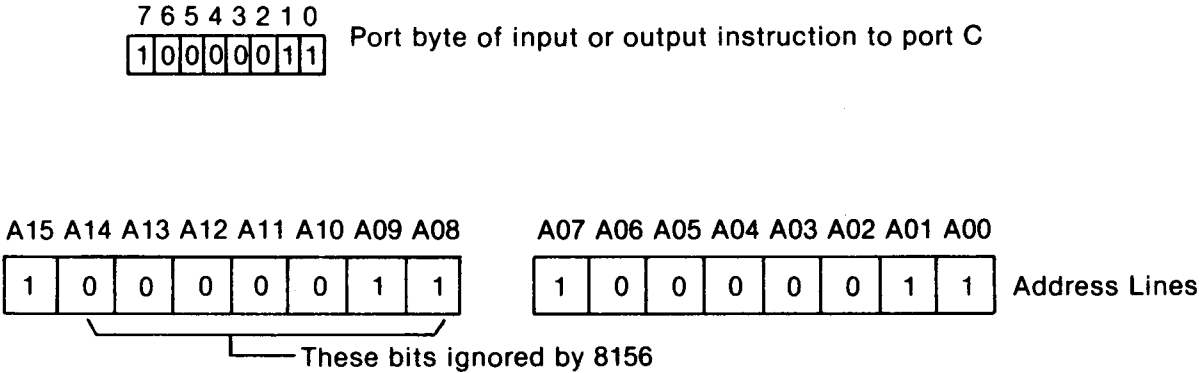 7 6 5 4 3 2 1 0
1 0 0 0 0 0 1 1 Port byte of input or output instruction to port C
A15 A14 A13 A12 A11 A10 A09 A08 A07 A06 A05 A04 A03 A02 A01 A00
1 0 0 0 0 0 1 1 1 0 0 0 0 0 1 1 Address Lines
These bits ignored by 8156